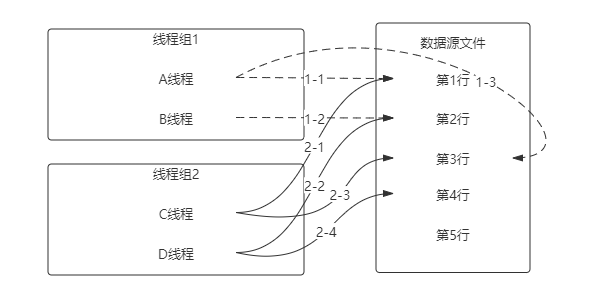 线程组1
A线程
B线程
线程组2
C线程
D线程
1-1
1-2
2-1
2-2
2-3
2-4
数据源文件
第1行
1-3
第2行
第3行
第4行
第5行